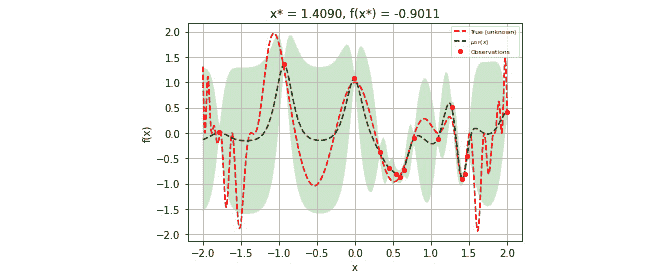 x* = 1.4090, f(x*) = -0.9011
True (unknown)
μ_GP(x)
Observations
2.0
1.5
1.0
0.5
0.0
−0.5
−1.0
−1.5
−2.0
f(x)
−2.0 −1.5 −1.0 −0.5 0.0 0.5 1.0 1.5 2.0
x